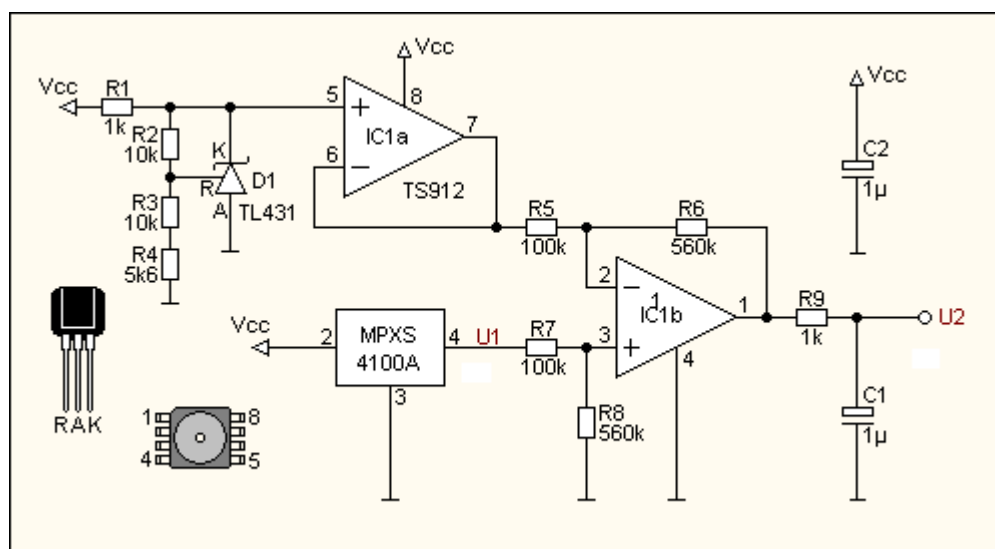 Vcc
Vcc
Vcc
R1
1k
5
+
8
IC1a
7
6
−
TS912
R2
10k
K
R
D1
A
TL431
R3
10k
R4
5k6
C2
1µ
R5
100k
R6
560k
2
−
1
IC1b
1
3
+
4
R9
1k
U2
Vcc
2
MPXS
4100A
4
U1
3
R7
100k
R8
560k
C1
1µ
RAK
1
8
4
5